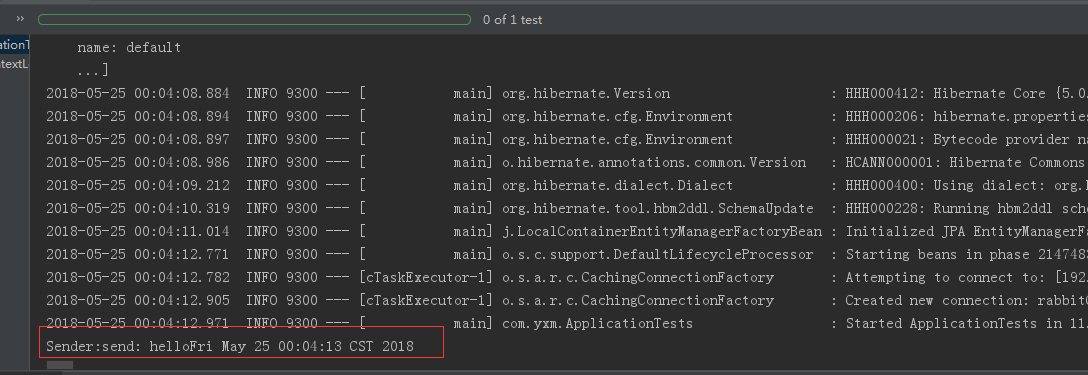 ›› 0 of 1 test
ationT
utextL
name: default
...]
2018-05-25 00:04:08.884  INFO 9300 --- [           main] org.hibernate.Version                    : HHH000412: Hibernate Core {5.0.
2018-05-25 00:04:08.894  INFO 9300 --- [           main] org.hibernate.cfg.Environment            : HHH000206: hibernate.properties
2018-05-25 00:04:08.897  INFO 9300 --- [           main] org.hibernate.cfg.Environment            : HHH000021: Bytecode provider na
2018-05-25 00:04:08.986  INFO 9300 --- [           main] o.hibernate.annotations.common.Version   : HCANN000001: Hibernate Commons
2018-05-25 00:04:09.212  INFO 9300 --- [           main] org.hibernate.dialect.Dialect            : HHH000400: Using dialect: org.
2018-05-25 00:04:10.319  INFO 9300 --- [           main] org.hibernate.tool.hbm2ddl.SchemaUpdate  : HHH000228: Running hbm2ddl sche
2018-05-25 00:04:11.014  INFO 9300 --- [           main] j.LocalContainerEntityManagerFactoryBean : Initialized JPA EntityManagerFa
2018-05-25 00:04:12.771  INFO 9300 --- [           main] o.s.c.support.DefaultLifecycleProcessor  : Starting beans in phase 2147483
2018-05-25 00:04:12.782  INFO 9300 --- [cTaskExecutor-1] o.s.a.r.c.CachingConnectionFactory       : Attempting to connect to: [192.
2018-05-25 00:04:12.905  INFO 9300 --- [cTaskExecutor-1] o.s.a.r.c.CachingConnectionFactory       : Created new connection: rabbitC
2018-05-25 00:04:12.971  INFO 9300 --- [           main] com.yxm.ApplicationTests                 : Started ApplicationTests in 11.
Sender:send: helloFri May 25 00:04:13 CST 2018